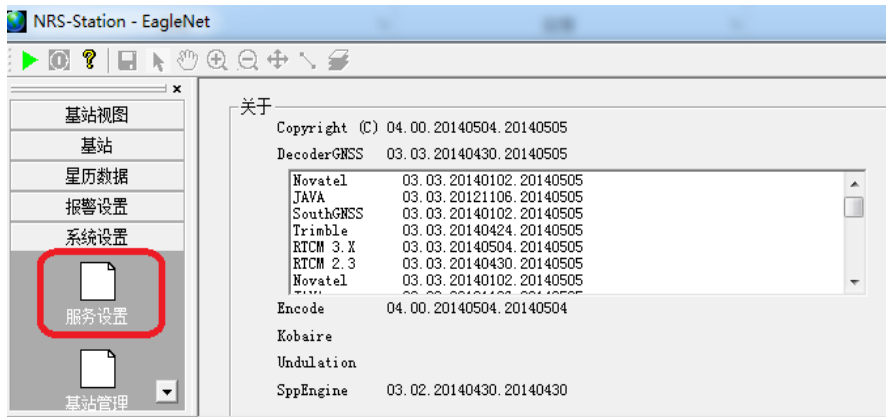 NRS-Station - EagleNet
x
基站视图
基站
星历数据
报警设置
系统设置
服务设置
基站管理
关于
Copyright (C) 04.00.20140504.20140505
DecoderGNSS 03.03.20140430.20140505
Novatel 03.03.20140102.20140505
JAVA 03.03.20121106.20140505
SouthGNSS 03.03.20140102.20140505
Trimble 03.03.20140424.20140505
RTCM 3.X 03.03.20140504.20140505
RTCM 2.3 03.03.20140430.20140505
Novatel 03.03.20140102.20140505
Encode 04.00.20140504.20140504
Kobaire
Undulation
SppEngine 03.02.20140430.20140430